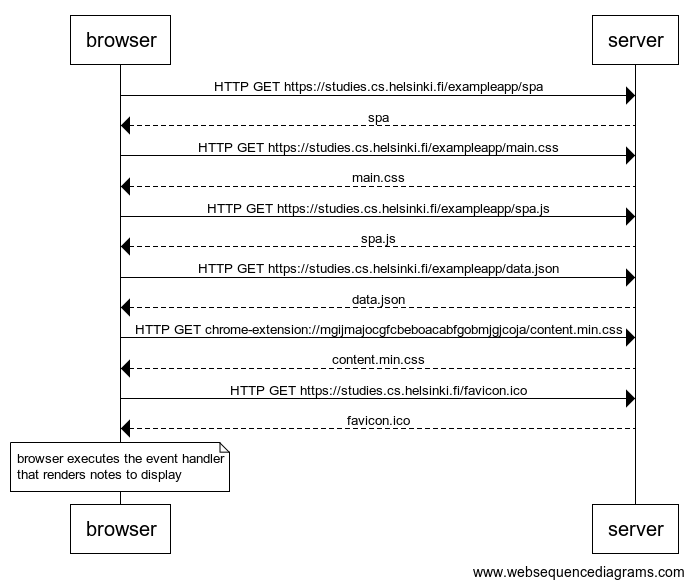 browser
server
HTTP GET https://studies.cs.helsinki.fi/exampleapp/spa
spa
HTTP GET https://studies.cs.helsinki.fi/exampleapp/main.css
main.css
HTTP GET https://studies.cs.helsinki.fi/exampleapp/spa.js
spa.js
HTTP GET https://studies.cs.helsinki.fi/exampleapp/data.json
data.json
HTTP GET chrome-extension://mgijmajocgfcbeboacabfgobmjgjcoja/content.min.css
content.min.css
HTTP GET https://studies.cs.helsinki.fi/favicon.ico
favicon.ico
browser executes the event handler
that renders notes to display
browser
server
www.websequencediagrams.com